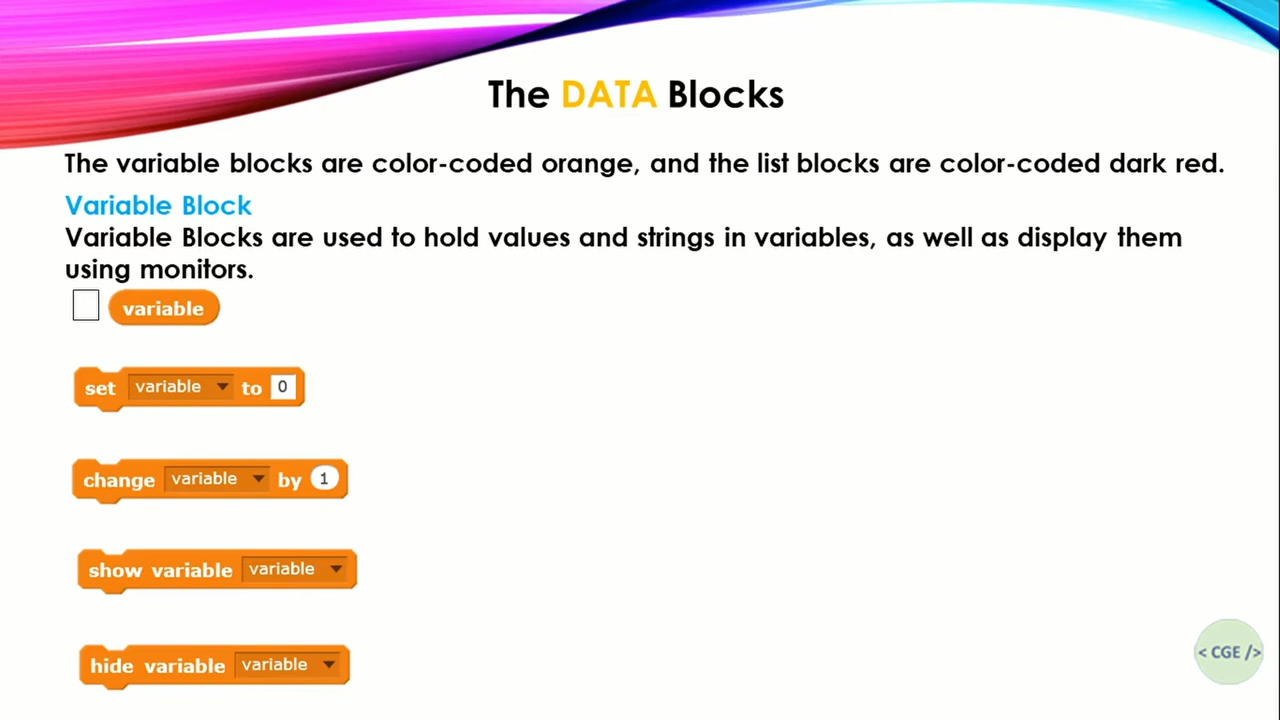 The DATA Blocks
The variable blocks are color-coded orange, and the list blocks are color-coded dark red.
Variable Block
Variable Blocks are used to hold values and strings in variables, as well as display them
using monitors.
variable
set variable to 0
change variable by 1
show variable variable
hide variable variable
< CGE />